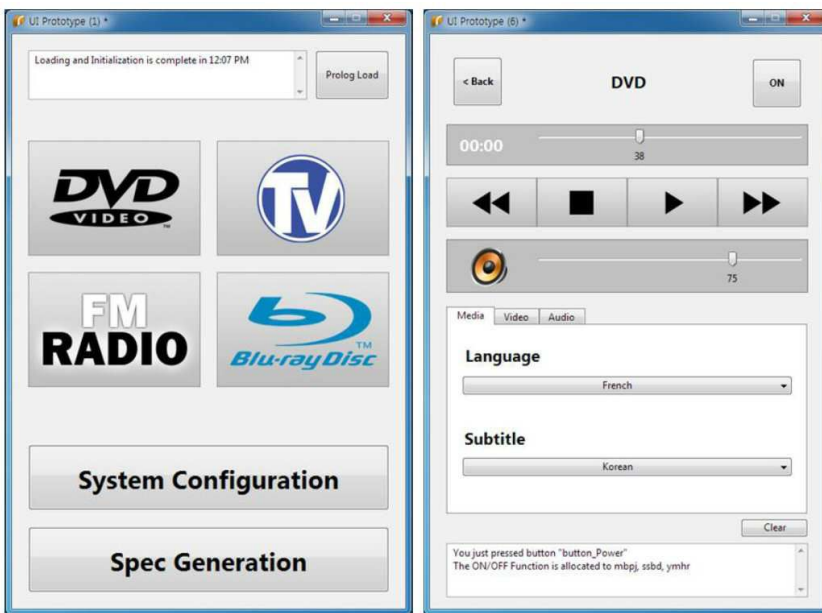 UI Prototype (1) *
Loading and Initialization is complete in 12:07 PM
Prolog Load
DVD
VIDEO
TM
TV
FM
RADIO
TM
Blu-rayDisc
System Configuration
Spec Generation
UI Prototype (6) *
< Back
DVD
ON
00:00
38
75
Media Video Audio
Language
French
Subtitle
Korean
Clear
You just pressed button "button_Power"
The ON/OFF Function is allocated to mbpj, ssbd, ymhr